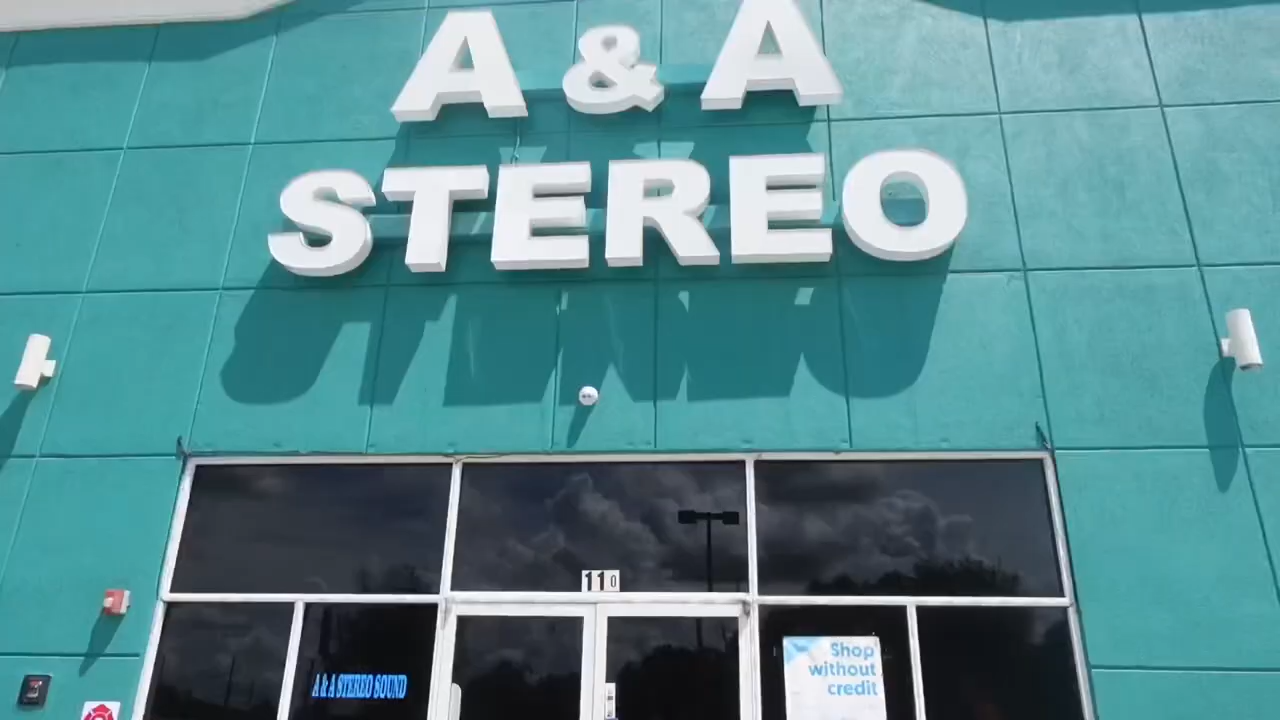 A & A
STEREO
110
A & A STEREO SOUND
Shop
without
credit